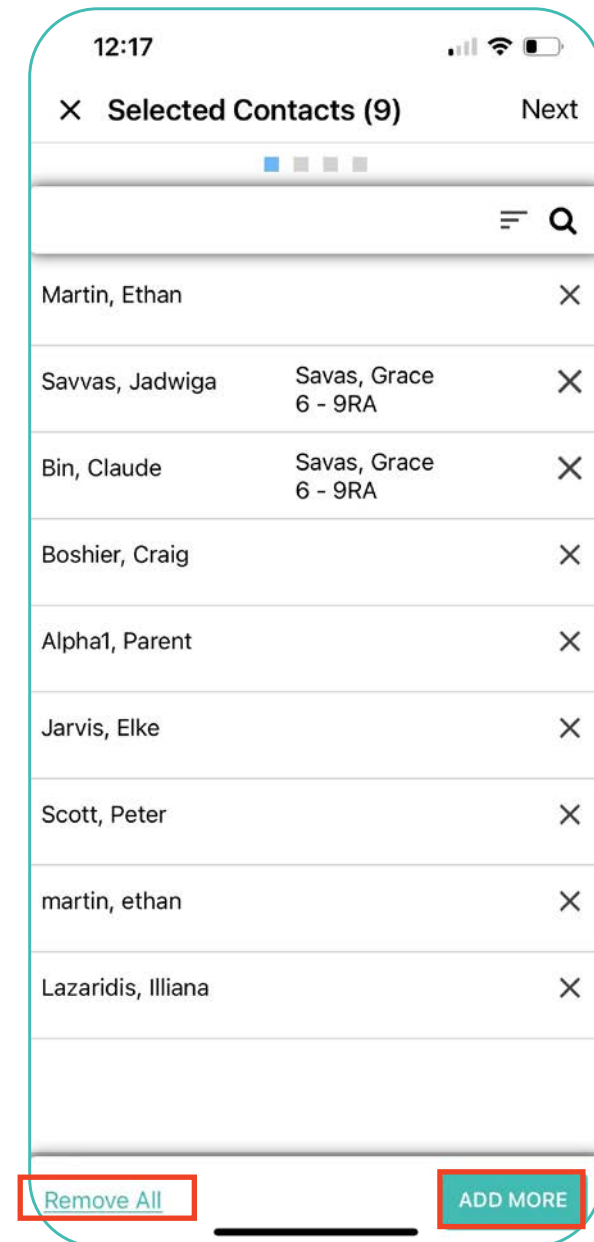 12:17
Selected Contacts (9) Next
Martin, Ethan
Savvas, Jadwiga Savas, Grace
6 - 9RA
Bin, Claude Savas, Grace
6 - 9RA
Boshier, Craig
Alpha1, Parent
Jarvis, Elke
Scott, Peter
martin, ethan
Lazaridis, Illiana
Remove All ADD MORE